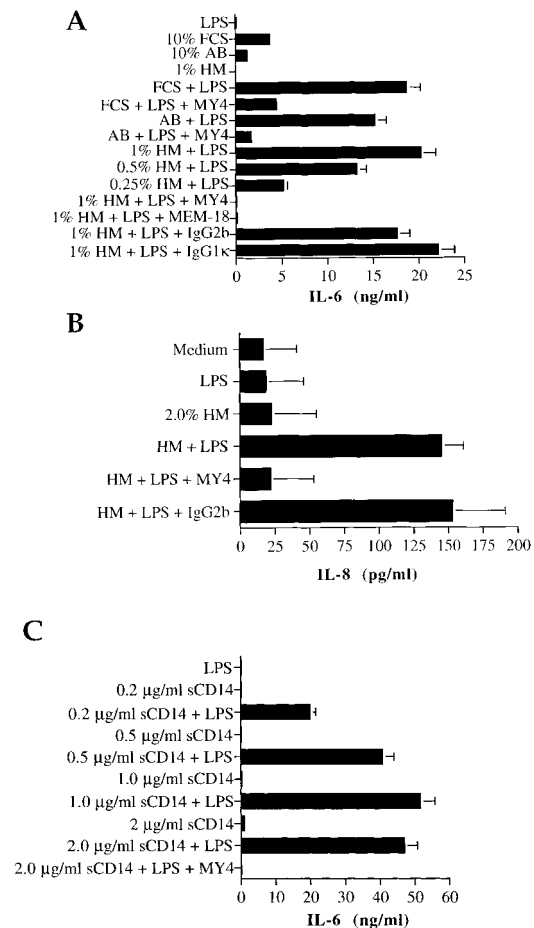 A
LPS
10% FCS
10% AB
1% HM
FCS + LPS
FCS + LPS + MY4
AB + LPS
AB + LPS + MY4
1% HM + LPS
0.5% HM + LPS
0.25% HM + LPS
1% HM + LPS + MY4
1% HM + LPS + MEM-18
1% HM + LPS + IgG2b
1% HM + LPS + IgG1κ
0 5 10 15 20 25
IL-6 (ng/ml)
B
Medium
LPS
2.0% HM
HM + LPS
HM + LPS + MY4
HM + LPS + IgG2b
0 25 50 75 100 125 150 175 200
IL-8 (pg/ml)
C
LPS
0.2 µg/ml sCD14
0.2 µg/ml sCD14 + LPS
0.5 µg/ml sCD14
0.5 µg/ml sCD14 + LPS
1.0 µg/ml sCD14
1.0 µg/ml sCD14 + LPS
2 µg/ml sCD14
2.0 µg/ml sCD14 + LPS
2.0 µg/ml sCD14 + LPS + MY4
0 10 20 30 40 50 60
IL-6 (ng/ml)